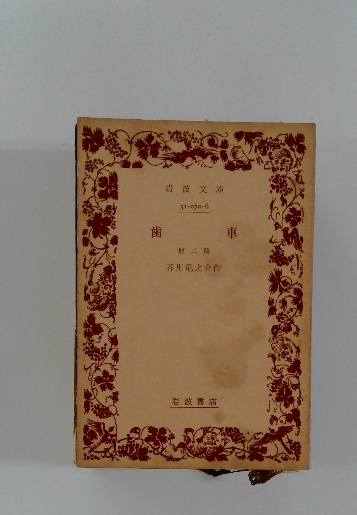 岩波文庫
31-070-6
歯車
他二篇
芥川竜之介作
岩波書店